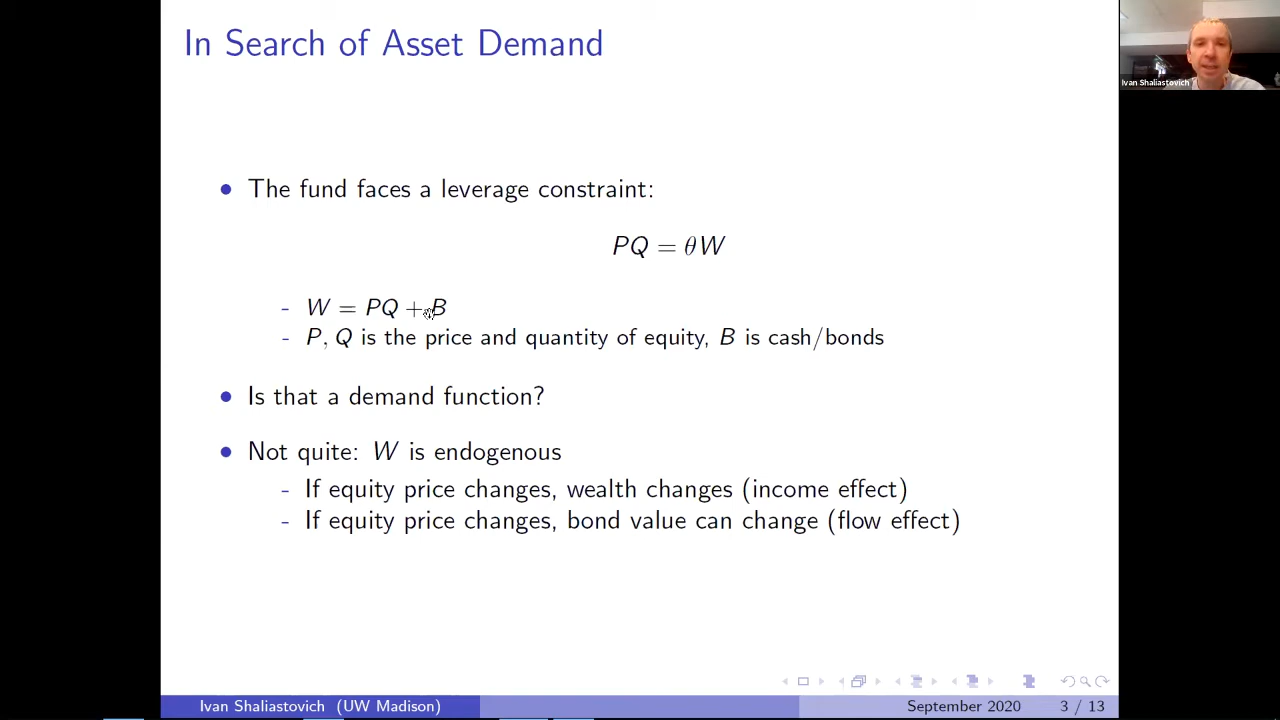 In Search of Asset Demand
Ivan Shaliastovich
• The fund faces a leverage constraint:
PQ = θW
- W = PQ + B
- P, Q is the price and quantity of equity, B is cash/bonds
• Is that a demand function?
• Not quite: W is endogenous
- If equity price changes, wealth changes (income effect)
- If equity price changes, bond value can change (flow effect)
Ivan Shaliastovich (UW Madison)
September 2020
3 / 13